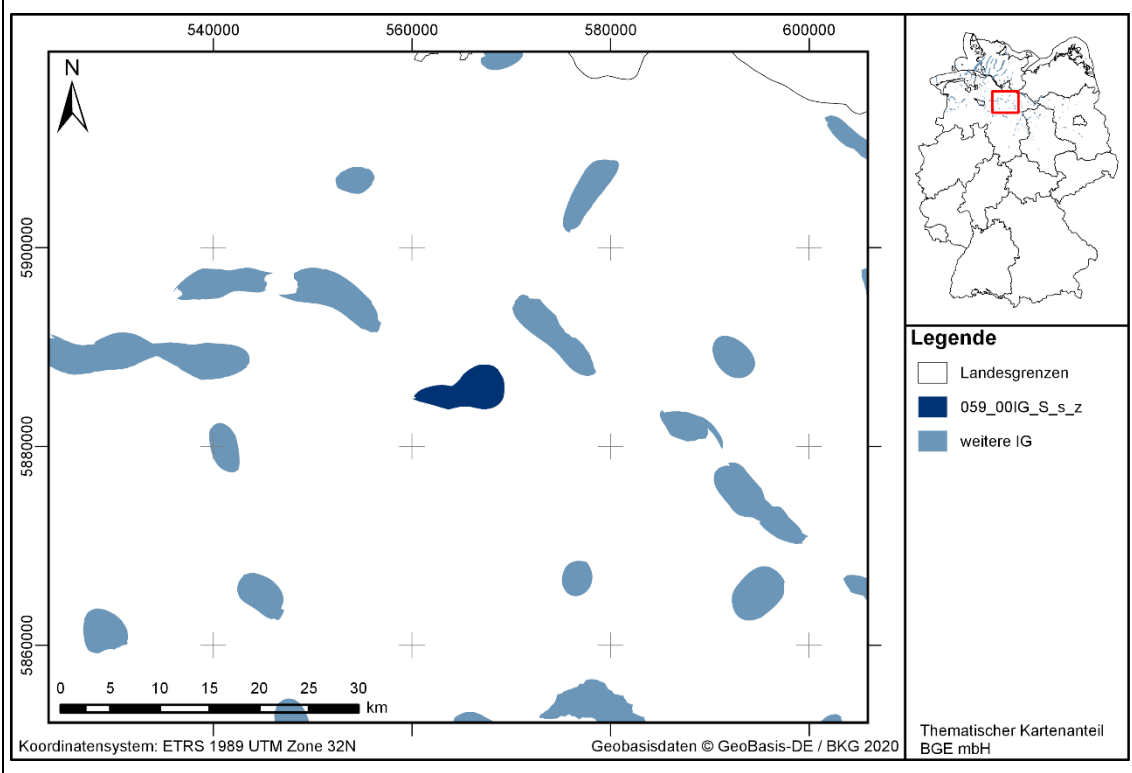 540000 560000 580000 600000
N
5900000
5880000
5860000
0 5 10 15 20 25 30
km
Koordinatensystem: ETRS 1989 UTM Zone 32N
Geobasisdaten © GeoBasis-DE / BKG 2020
Legende
Landesgrenzen
059_00IG_S_s_z
weitere IG
Thematischer Kartenanteil
BGE mbH